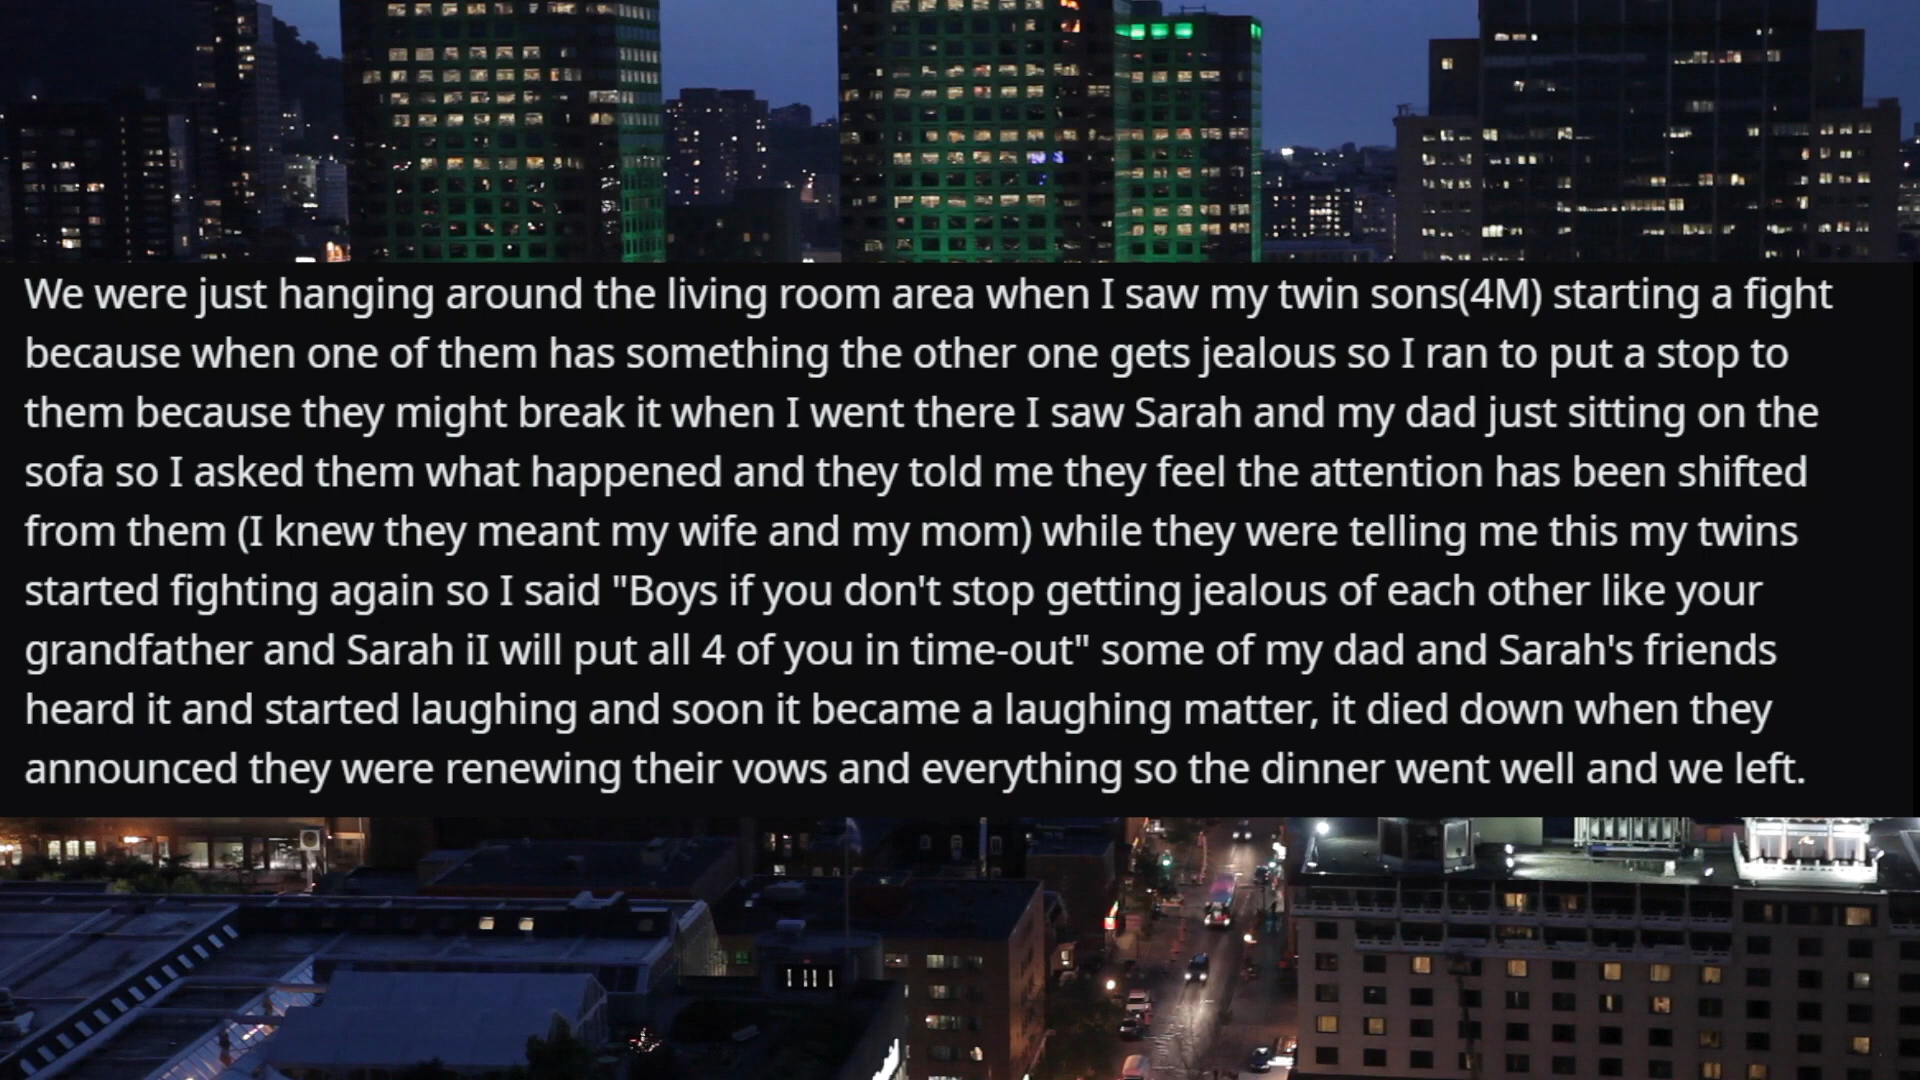 We were just hanging around the living room area when I saw my twin sons(4M) starting a fight
because when one of them has something the other one gets jealous so I ran to put a stop to
them because they might break it when I went there I saw Sarah and my dad just sitting on the
sofa so I asked them what happened and they told me they feel the attention has been shifted
from them (I knew they meant my wife and my mom) while they were telling me this my twins
started fighting again so I said "Boys if you don't stop getting jealous of each other like your
grandfather and Sarah iI will put all 4 of you in time-out" some of my dad and Sarah's friends
heard it and started laughing and soon it became a laughing matter, it died down when they
announced they were renewing their vows and everything so the dinner went well and we left.